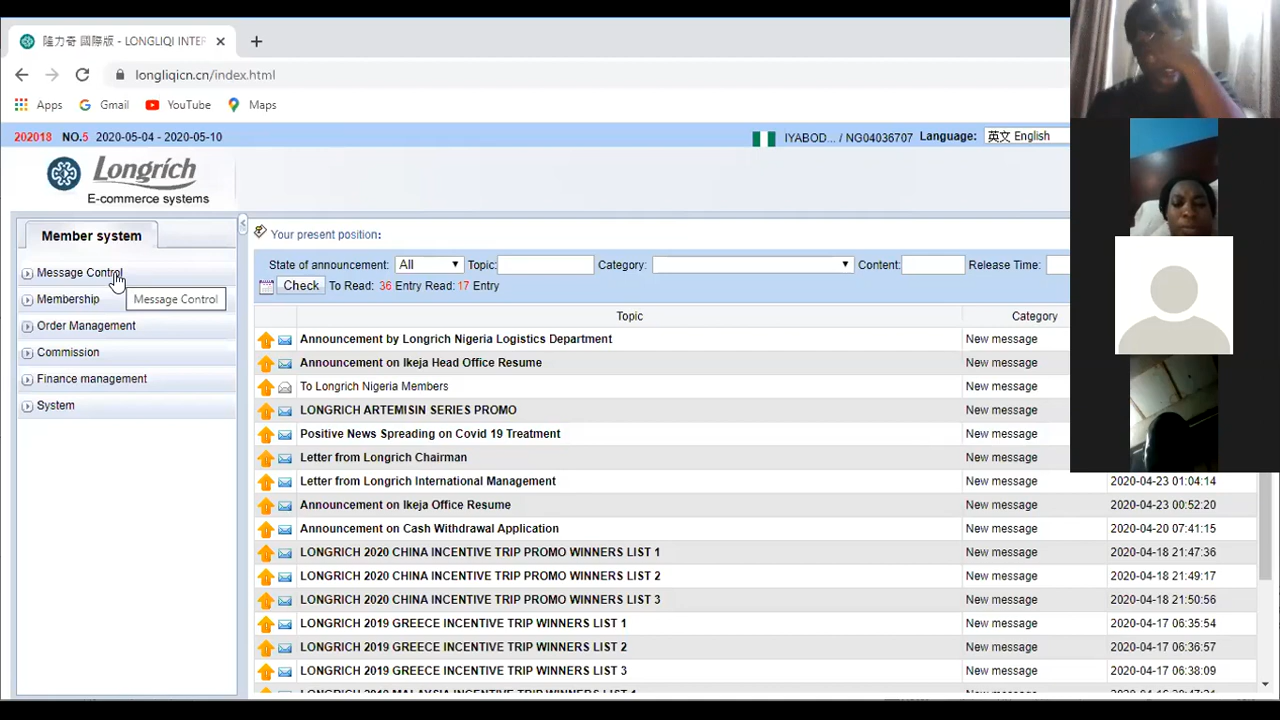 隆力奇 國際版 - LONGLIQI INTER
longliqicn.cn/index.html
Apps Gmail YouTube Maps
202018 NO.5 2020-05-04 - 2020-05-10 IYABOD... / NG04036707 Language: 英文 English
Longrich
E-commerce systems
Member system
Message Control
Membership
Message Control
Order Management
Commission
Finance management
System
Your present position:
State of announcement: All Topic: Category: Content: Release Time:
Check To Read: 36 Entry Read: 17 Entry
Topic Category
Announcement by Longrich Nigeria Logistics Department New message
Announcement on Ikeja Head Office Resume New message
To Longrich Nigeria Members New message
LONGRICH ARTEMISIN SERIES PROMO New message
Positive News Spreading on Covid 19 Treatment New message
Letter from Longrich Chairman New message
Letter from Longrich International Management New message 2020-04-23 01:04:14
Announcement on Ikeja Office Resume New message 2020-04-23 00:52:20
Announcement on Cash Withdrawal Application New message 2020-04-20 07:41:15
LONGRICH 2020 CHINA INCENTIVE TRIP PROMO WINNERS LIST 1 New message 2020-04-18 21:47:36
LONGRICH 2020 CHINA INCENTIVE TRIP PROMO WINNERS LIST 2 New message 2020-04-18 21:49:17
LONGRICH 2020 CHINA INCENTIVE TRIP PROMO WINNERS LIST 3 New message 2020-04-18 21:50:56
LONGRICH 2019 GREECE INCENTIVE TRIP WINNERS LIST 1 New message 2020-04-17 06:35:54
LONGRICH 2019 GREECE INCENTIVE TRIP WINNERS LIST 2 New message 2020-04-17 06:36:57
LONGRICH 2019 GREECE INCENTIVE TRIP WINNERS LIST 3 New message 2020-04-17 06:38:09